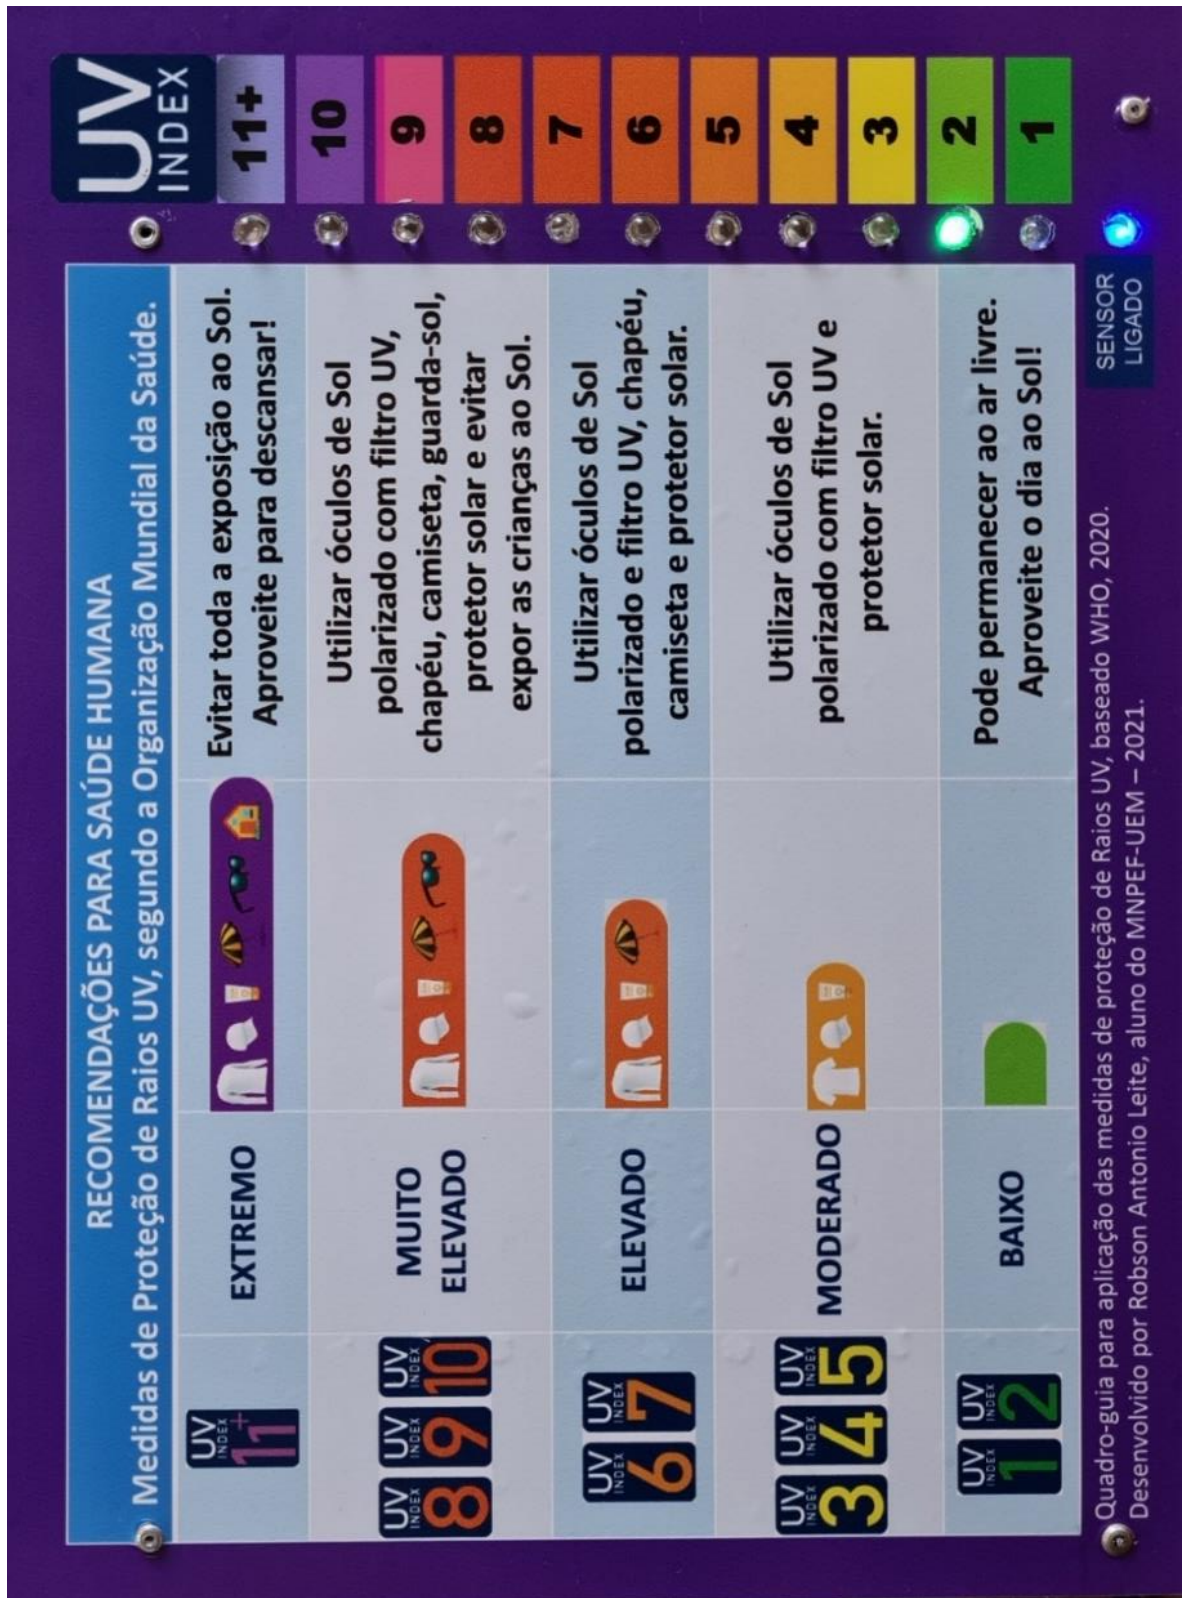 RECOMENDAÇÕES PARA SAÚDE HUMANA
Medidas de Proteção de Raios UV, segundo a Organização Mundial da Saúde.
UV
INDEX
11+
EXTREMO
Evitar toda a exposição ao Sol.
Aproveite para descansar!
UV INDEX 8
UV INDEX 9
UV INDEX 10
MUITO
ELEVADO
Utilizar óculos de Sol
polarizado com filtro UV,
chapéu, camiseta, guarda-sol,
protetor solar e evitar
expor as crianças ao Sol.
UV INDEX 6
UV INDEX 7
ELEVADO
Utilizar óculos de Sol
polarizado e filtro UV, chapéu,
camiseta e protetor solar.
UV INDEX 3
UV INDEX 4
UV INDEX 5
MODERADO
Utilizar óculos de Sol
polarizado com filtro UV e
protetor solar.
UV INDEX 1
UV INDEX 2
BAIXO
Pode permanecer ao ar livre.
Aproveite o dia ao Sol!
UV
INDEX
11+
10
9
8
7
6
5
4
3
2
1
SENSOR
LIGADO
Quadro-guia para aplicação das medidas de proteção de Raios UV, baseado WHO, 2020.
Desenvolvido por Robson Antonio Leite, aluno do MNPEF-UEM – 2021.